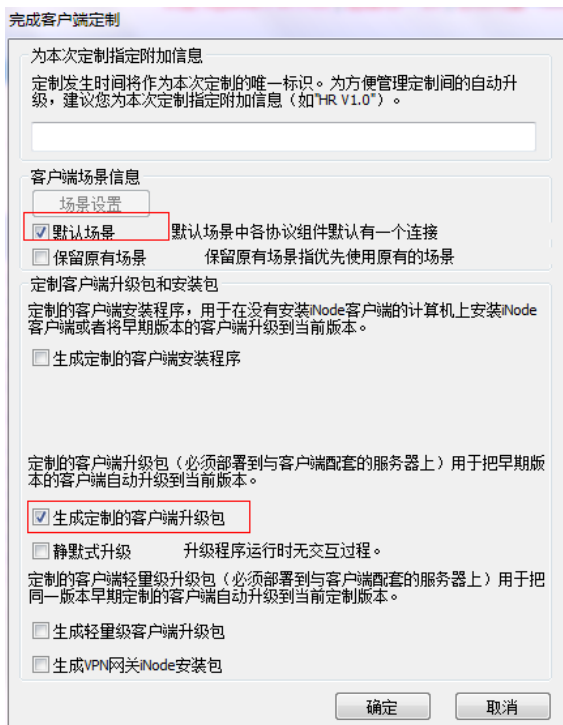 完成客户端定制
为本次定制指定附加信息
定制发生时间将作为本次定制的唯一标识。为方便管理定制间的自动升
级，建议您为本次定制指定附加信息（如"HR V1.0"）。
客户端场景信息
场景设置
默认场景 默认场景中各协议组件默认有一个连接
保留原有场景 保留原有场景指优先使用原有的场景
定制客户端升级包和安装包
定制的客户端安装程序，用于在没有安装iNode客户端的计算机上安装iNode
客户端或者将早期版本的客户端升级到当前版本。
生成定制的客户端安装程序
定制的客户端升级包（必须部署到与客户端配套的服务器上）用于把早期版
本的客户端自动升级到当前版本。
生成定制的客户端升级包
静默式升级 升级程序运行时无交互过程。
定制的客户端轻量级升级包（必须部署到与客户端配套的服务器上）用于把
同一版本早期定制的客户端自动升级到当前定制版本。
生成轻量级客户端升级包
生成VPN网关iNode安装包
确定 取消